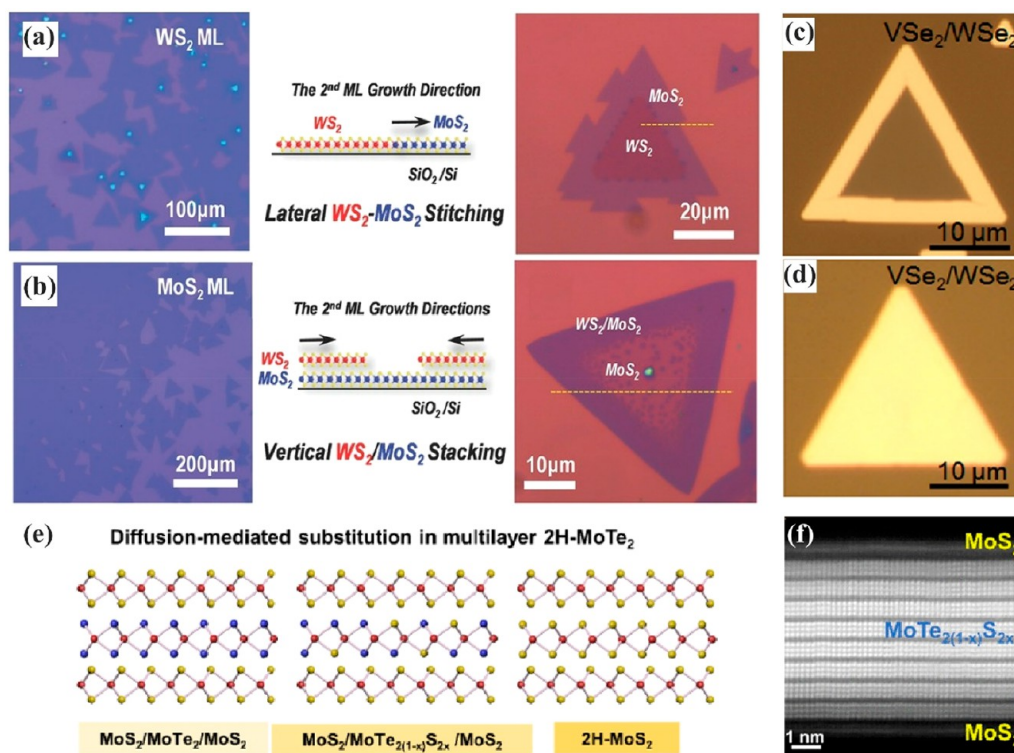 (a)
WS₂ ML
100μm
The 2ⁿᵈ ML Growth Direction
WS₂
MoS₂
SiO₂/Si
Lateral WS₂-MoS₂ Stitching
MoS₂
WS₂
20μm
(c)
VSe₂/WSe₂
10 μm
(b)
MoS₂ ML
200μm
The 2ⁿᵈ ML Growth Directions
WS₂
MoS₂
SiO₂/Si
Vertical WS₂/MoS₂ Stacking
WS₂/MoS₂
MoS₂
10μm
(d)
VSe₂/WSe₂
10 μm
(e)
Diffusion-mediated substitution in multilayer 2H-MoTe₂
MoS₂/MoTe₂/MoS₂
MoS₂/MoTe₂₍₁₋ₓ₎S₂ₓ /MoS₂
2H-MoS₂
(f)
MoS₂
MoTe₂₍₁₋ₓ₎S₂ₓ
MoS₂
1 nm